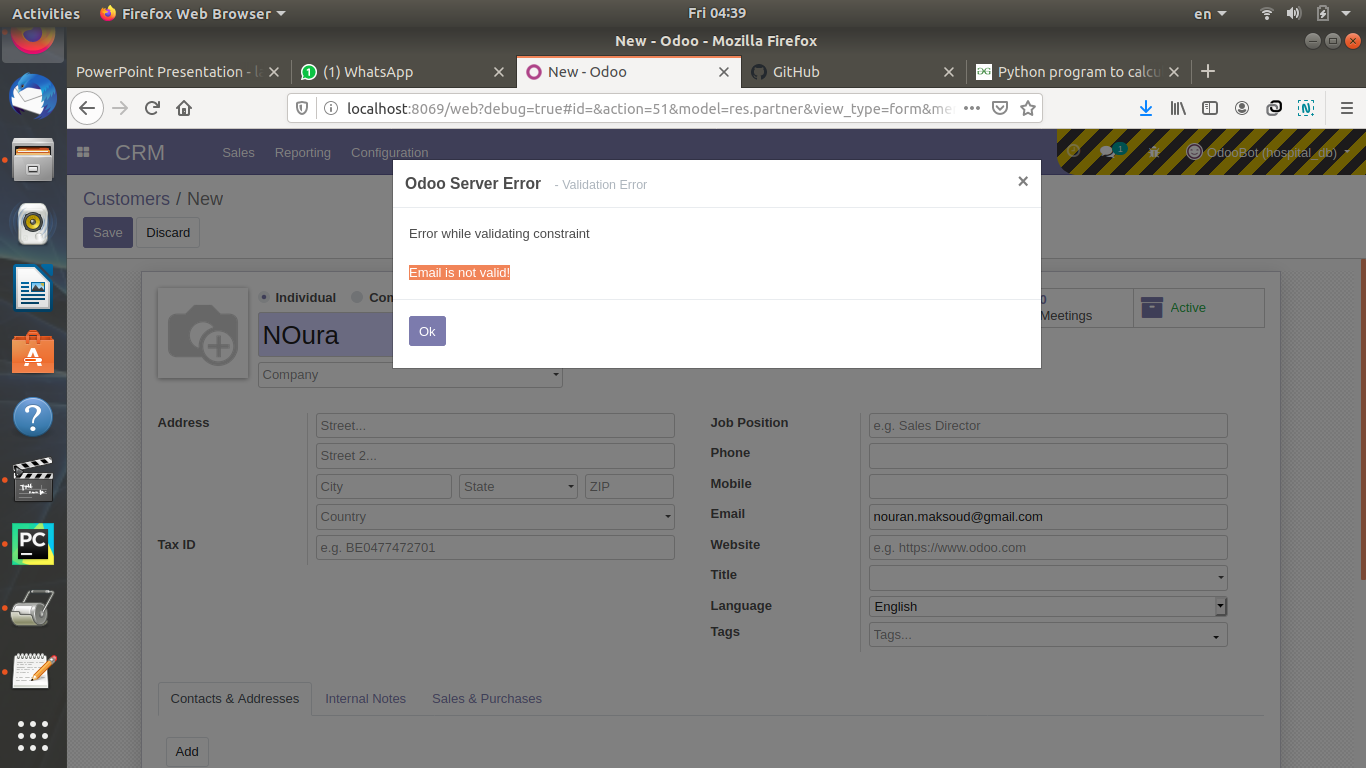 Activities Firefox Web Browser Fri 04:39 en
New - Odoo - Mozilla Firefox
PowerPoint Presentation - (1) WhatsApp New - Odoo GitHub Python program to calcu
localhost:8069/web?debug=true#id=&action=51&model=res.partner&view_type=form&me
CRM Sales Reporting Configuration 1 OdooBot (hospital_db)
Customers / New
Save Discard
Odoo Server Error - Validation Error
Error while validating constraint
Email is not valid!
Ok
Individual Com
NOura
Company
0
Meetings
Active
Address Street...
Street 2...
City State ZIP
Country
Tax ID e.g. BE0477472701
Job Position e.g. Sales Director
Phone
Mobile
Email nouran.maksoud@gmail.com
Website e.g. https://www.odoo.com
Title
Language English
Tags Tags...
Contacts & Addresses Internal Notes Sales & Purchases
Add